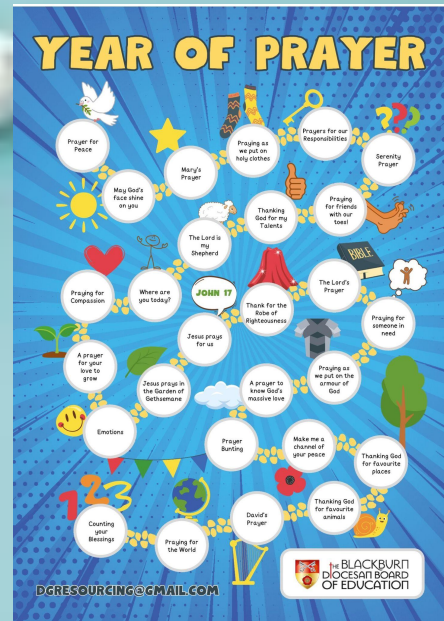 YEAR OF PRAYER
Prayer for
Peace
May God's
face shine
on you
Mary's
Prayer
Praying as
we put on
holy clothes
Prayers for our
Responsibilities
Serenity
Prayer
Praying
for friends
with our
toes!
Thanking
God for my
Talents
The Lord is
my
Shepherd
Where are
you today?
Praying for
Compassion
A prayer
for your
love to
grow
Emotions
Jesus prays in
the Garden of
Gethsemane
Jesus prays
for us
JOHN 17
Thank for the
Robe of
Righteousness
The Lord's
Prayer
BIBLE
Praying for
someone in
need
Praying as
we put on the
armour of
God
A prayer to
know God's
massive love
Prayer
Bunting
Make me a
channel of
your peace
Thanking God
for favourite
places
Thanking God
for favourite
animals
David's
Prayer
Praying for
the World
Counting
your
Blessings
123
DGRESOURCING@GMAIL.COM
THE BLACKBURN
DIOCESAN BOARD
OF EDUCATION